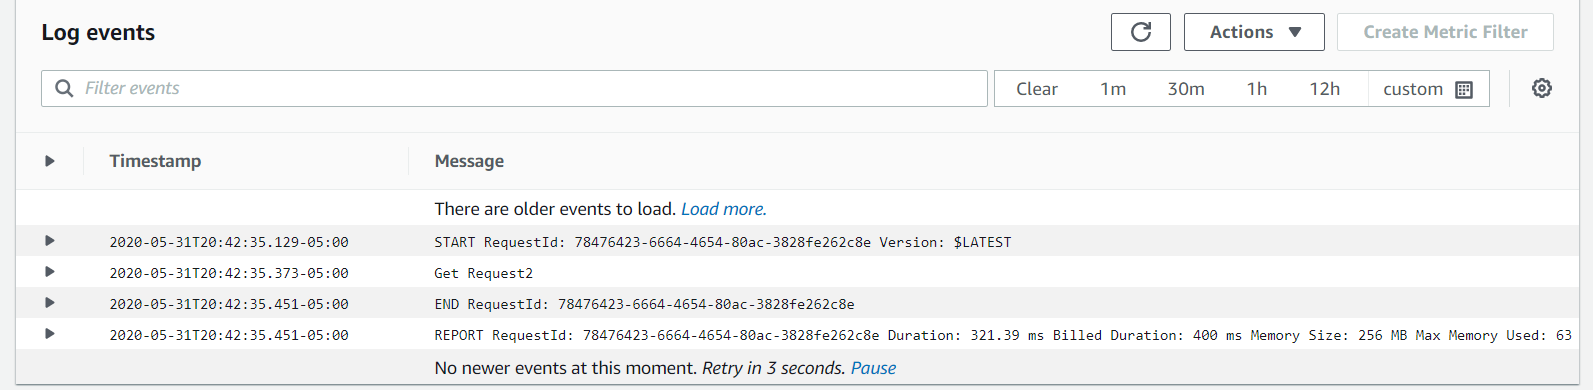 Log events
Actions
Create Metric Filter
Filter events
Clear 1m 30m 1h 12h custom
Timestamp Message
There are older events to load. Load more.
2020-05-31T20:42:35.129-05:00 START RequestId: 78476423-6664-4654-80ac-3828fe262c8e Version: $LATEST
2020-05-31T20:42:35.373-05:00 Get Request2
2020-05-31T20:42:35.451-05:00 END RequestId: 78476423-6664-4654-80ac-3828fe262c8e
2020-05-31T20:42:35.451-05:00 REPORT RequestId: 78476423-6664-4654-80ac-3828fe262c8e Duration: 321.39 ms Billed Duration: 400 ms Memory Size: 256 MB Max Memory Used: 63
No newer events at this moment. Retry in 3 seconds. Pause